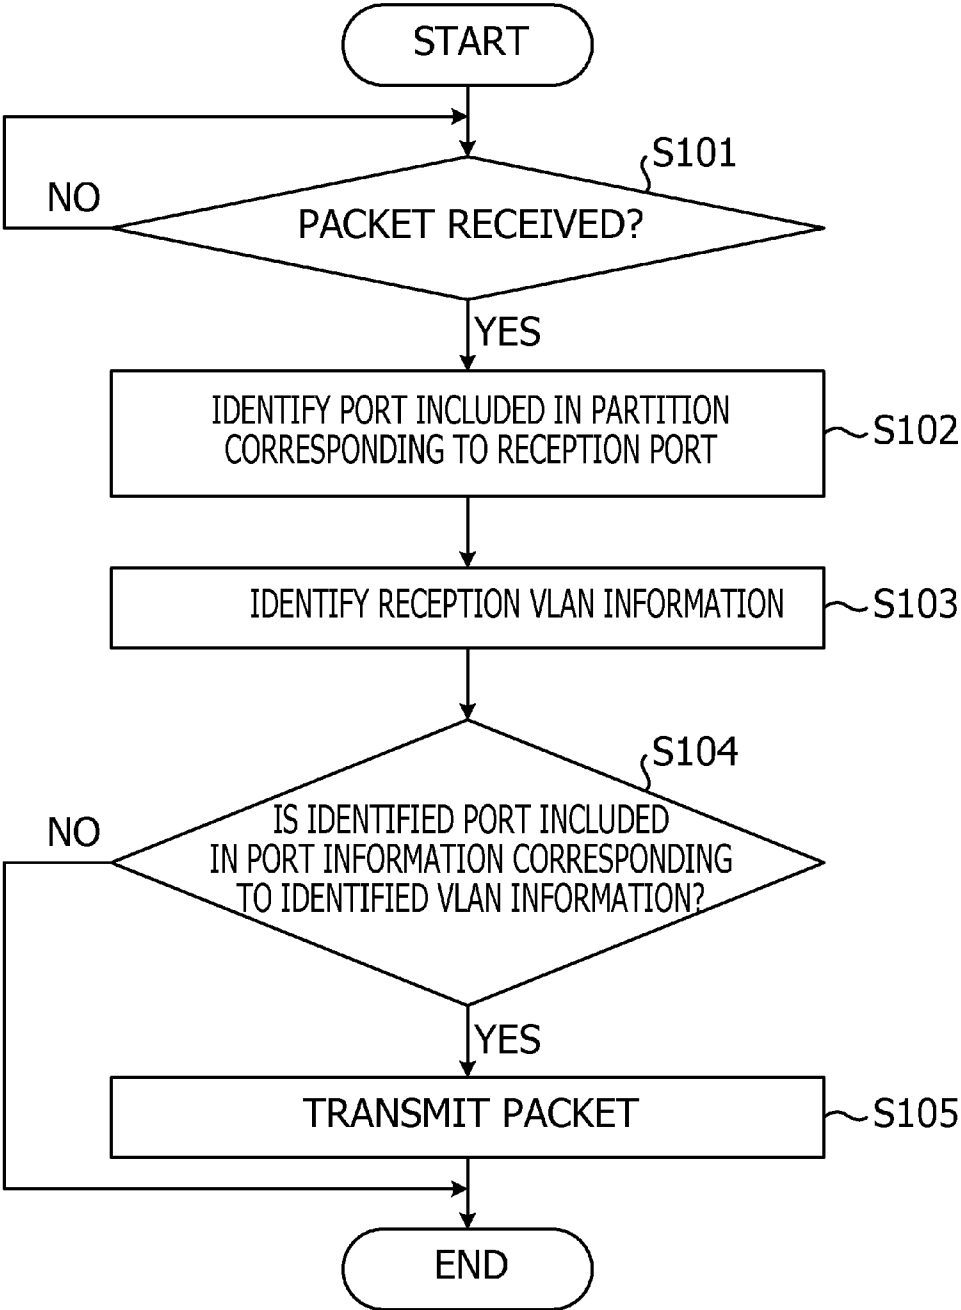 START
S101
NO
PACKET RECEIVED?
YES
IDENTIFY PORT INCLUDED IN PARTITION
CORRESPONDING TO RECEPTION PORT
S102
IDENTIFY RECEPTION VLAN INFORMATION
S103
S104
NO
IS IDENTIFIED PORT INCLUDED
IN PORT INFORMATION CORRESPONDING
TO IDENTIFIED VLAN INFORMATION?
YES
TRANSMIT PACKET
S105
END